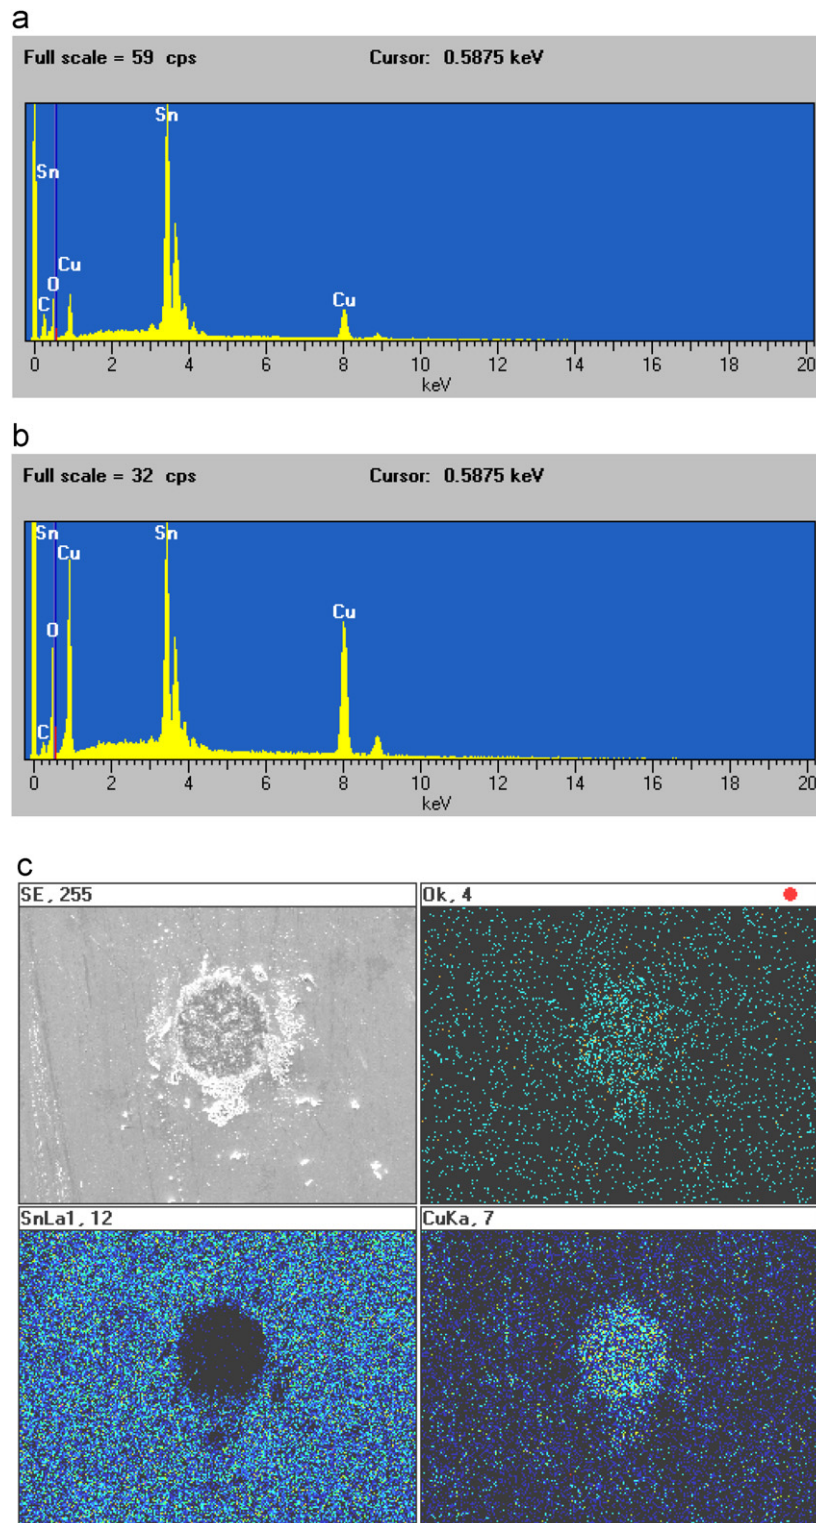 a
Full scale = 59 cps Cursor: 0.5875 keV
Sn
Sn
Cu
O
C
Cu
0 2 4 6 8 10 12 14 16 18 20
keV
b
Full scale = 32 cps Cursor: 0.5875 keV
Sn Sn
Cu
Cu
O
C
0 2 4 6 8 10 12 14 16 18 20
keV
c
SE, 255 Ok, 4
SnLa1, 12 CuKa, 7